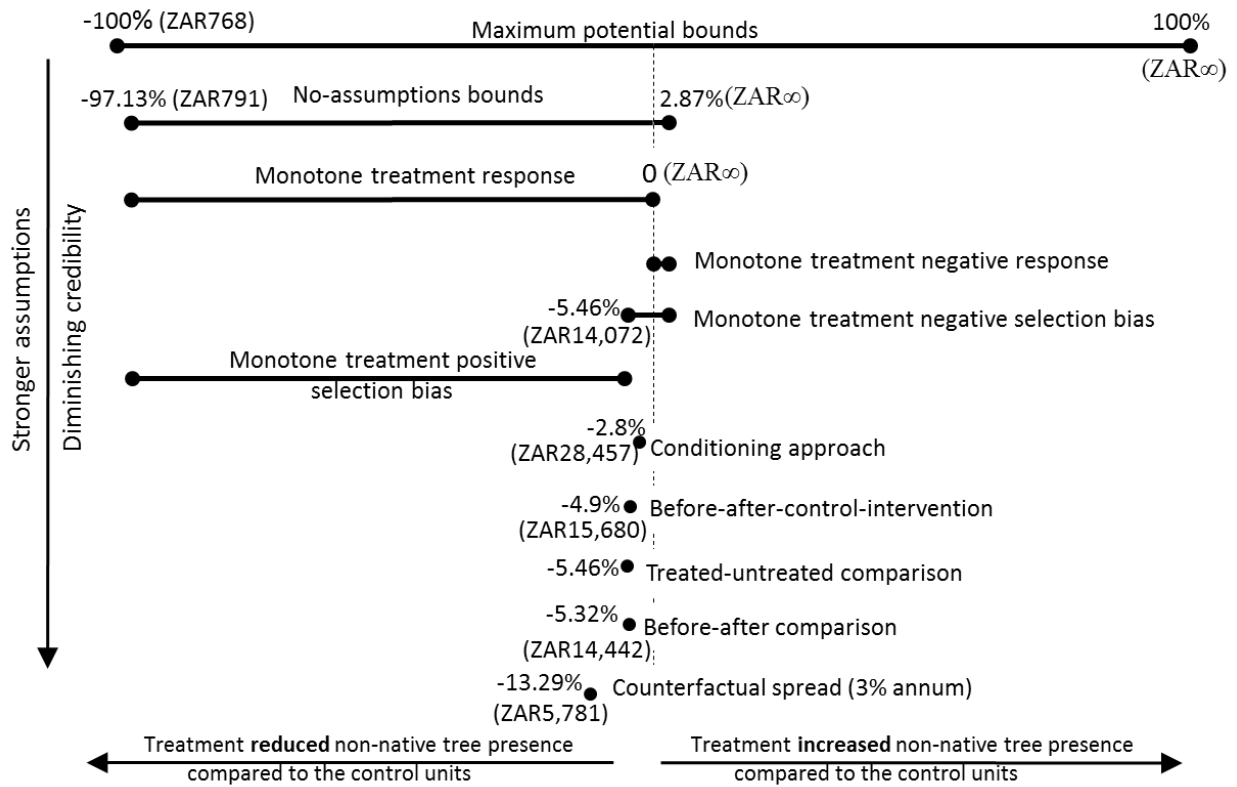 -100% (ZAR768)
Maximum potential bounds
100%
(ZAR∞)
-97.13% (ZAR791)
No-assumptions bounds
2.87%(ZAR∞)
Monotone treatment response
0 (ZAR∞)
Monotone treatment negative response
-5.46%
(ZAR14,072)
Monotone treatment negative selection bias
Monotone treatment positive
selection bias
-2.8%
(ZAR28,457)
Conditioning approach
-4.9%
(ZAR15,680)
Before-after-control-intervention
-5.46%
Treated-untreated comparison
-5.32%
(ZAR14,442)
Before-after comparison
-13.29%
(ZAR5,781)
Counterfactual spread (3% annum)
Stronger assumptions
Diminishing credibility
Treatment reduced non-native tree presence
compared to the control units
Treatment increased non-native tree presence
compared to the control units